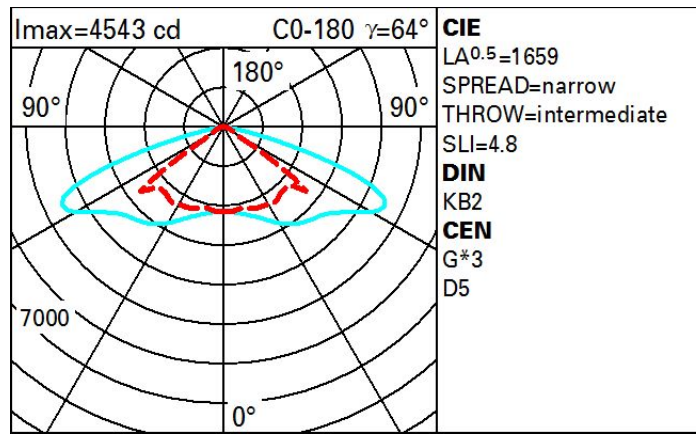 Imax=4543 cd C0-180 γ=64°
180°
90° 90°
7000
0°
CIE
LA0.5=1659
SPREAD=narrow
THROW=intermediate
SLI=4.8
DIN
KB2
CEN
G*3
D5